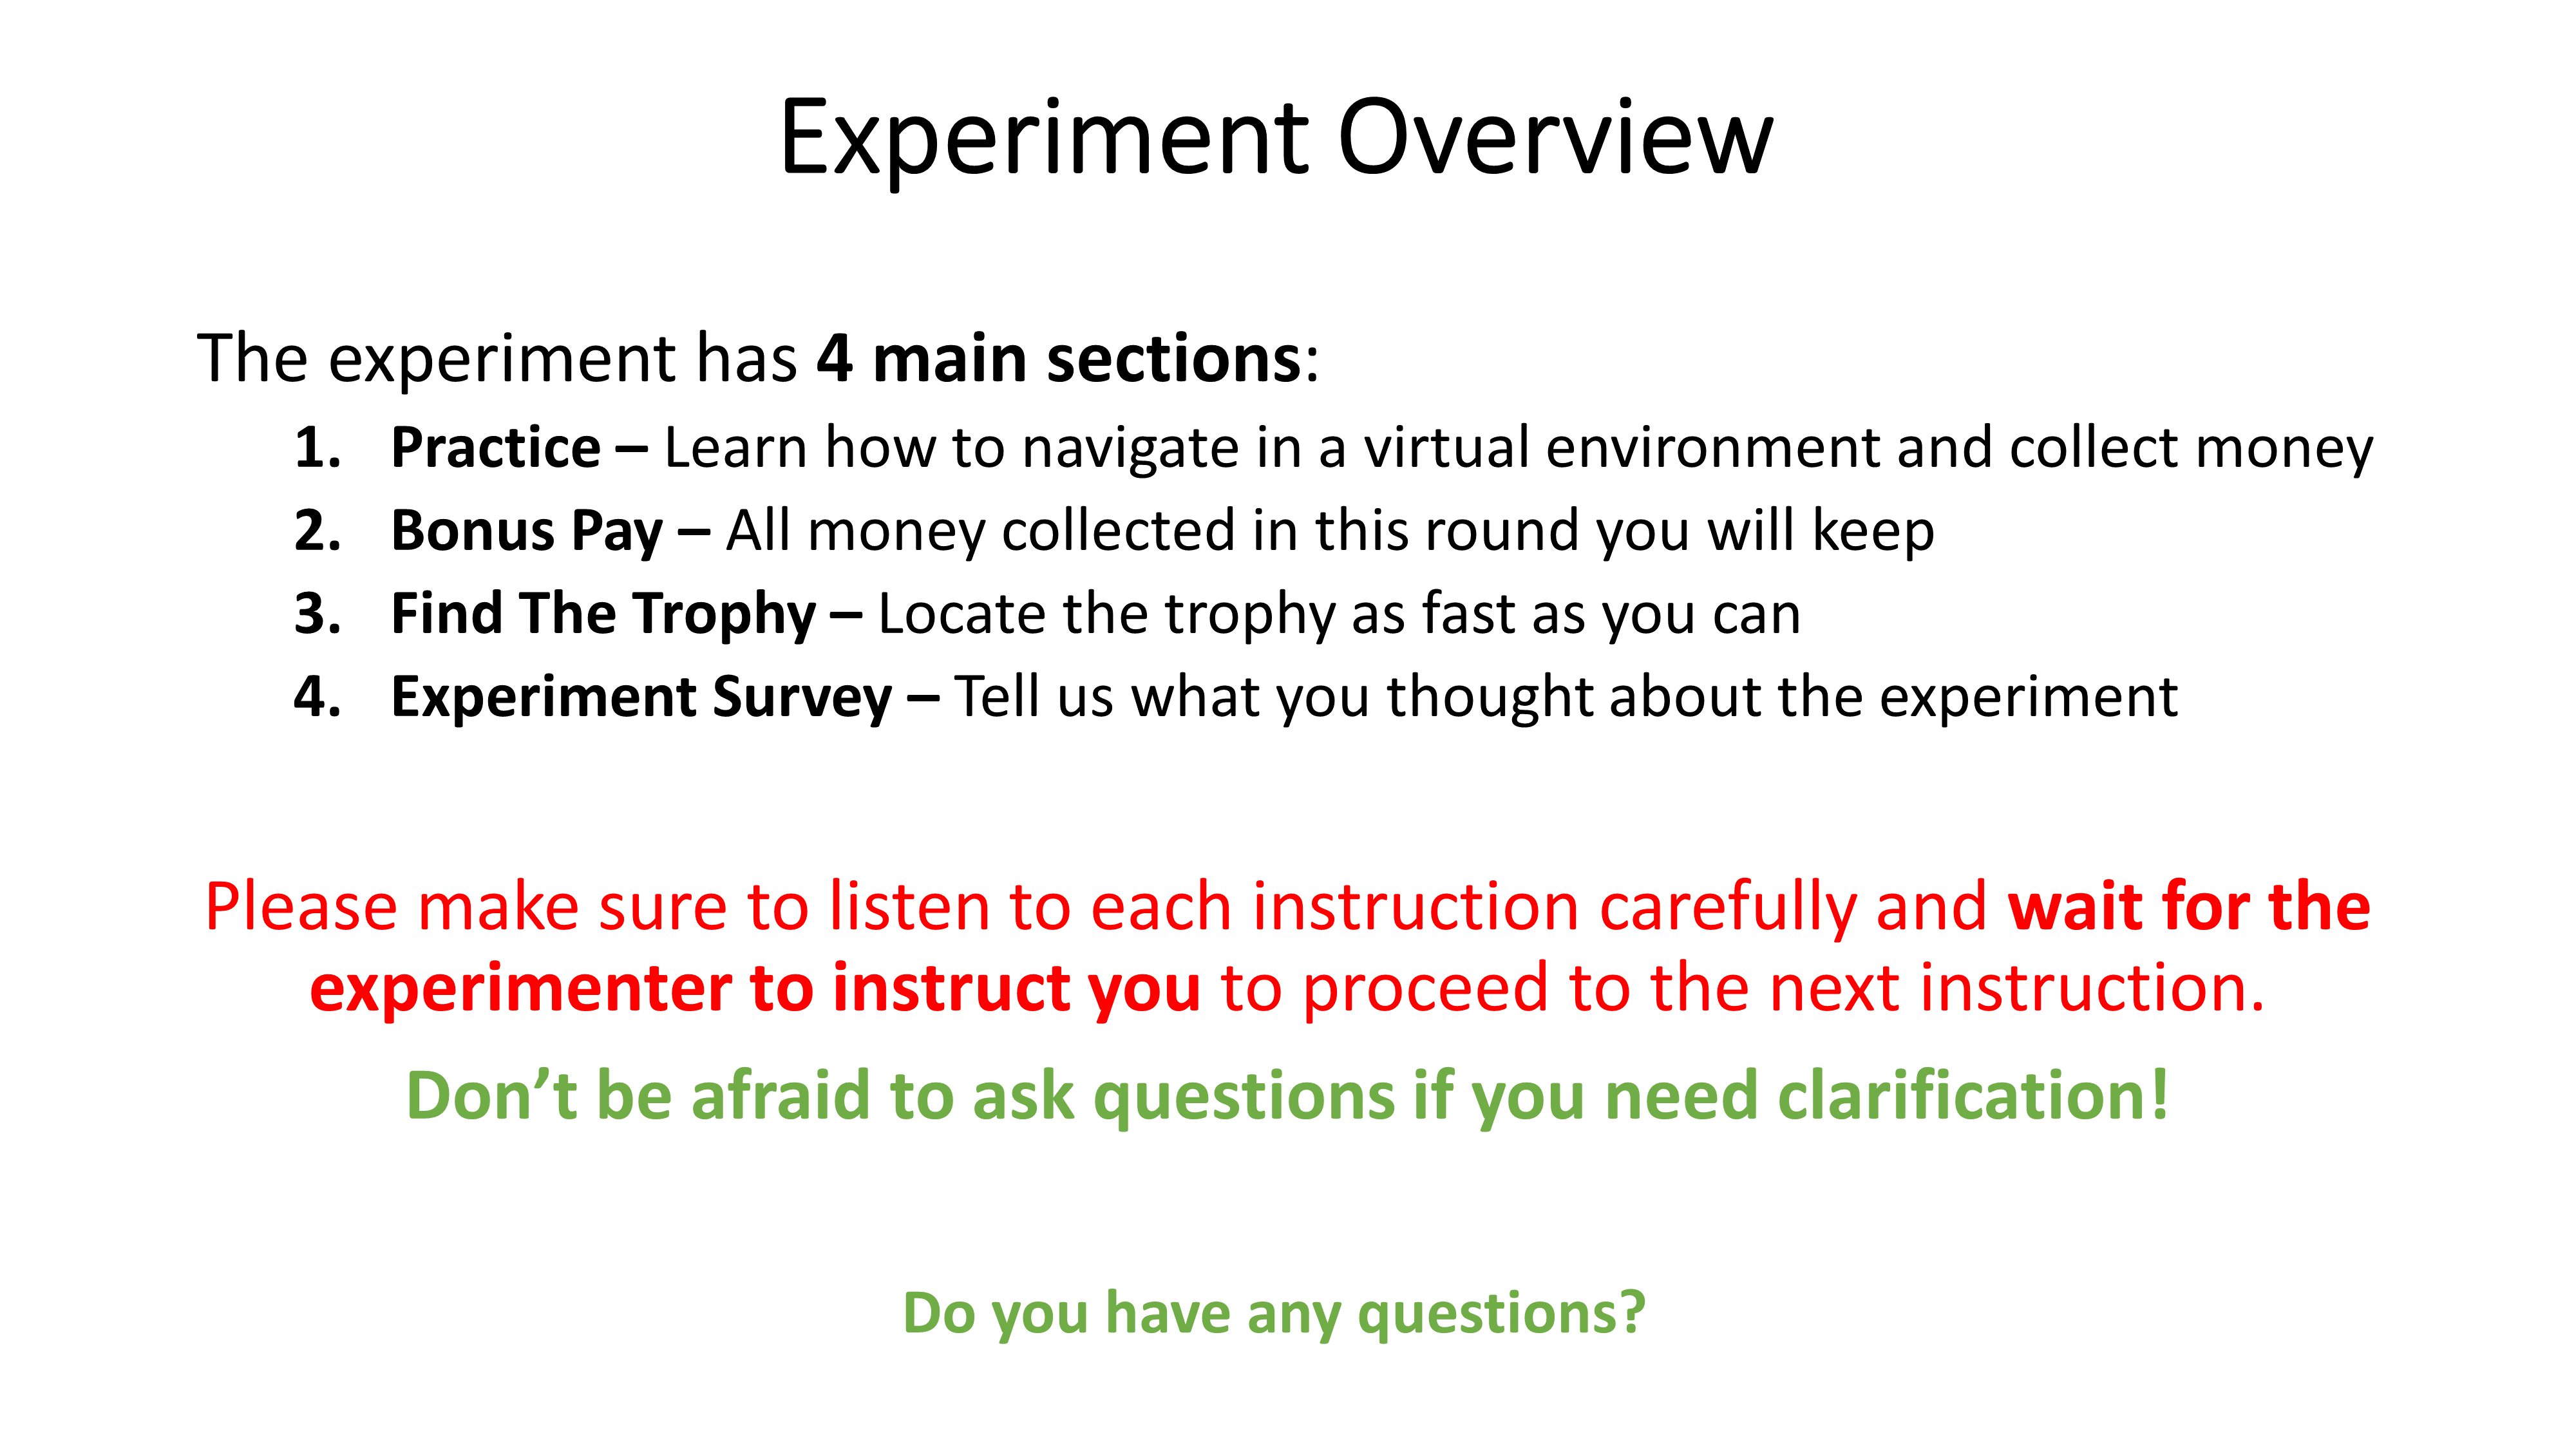 Experiment Overview
The experiment has 4 main sections:
1. Practice – Learn how to navigate in a virtual environment and collect money
2. Bonus Pay – All money collected in this round you will keep
3. Find The Trophy – Locate the trophy as fast as you can
4. Experiment Survey – Tell us what you thought about the experiment
Please make sure to listen to each instruction carefully and wait for the
experimenter to instruct you to proceed to the next instruction.
Don’t be afraid to ask questions if you need clarification!
Do you have any questions?